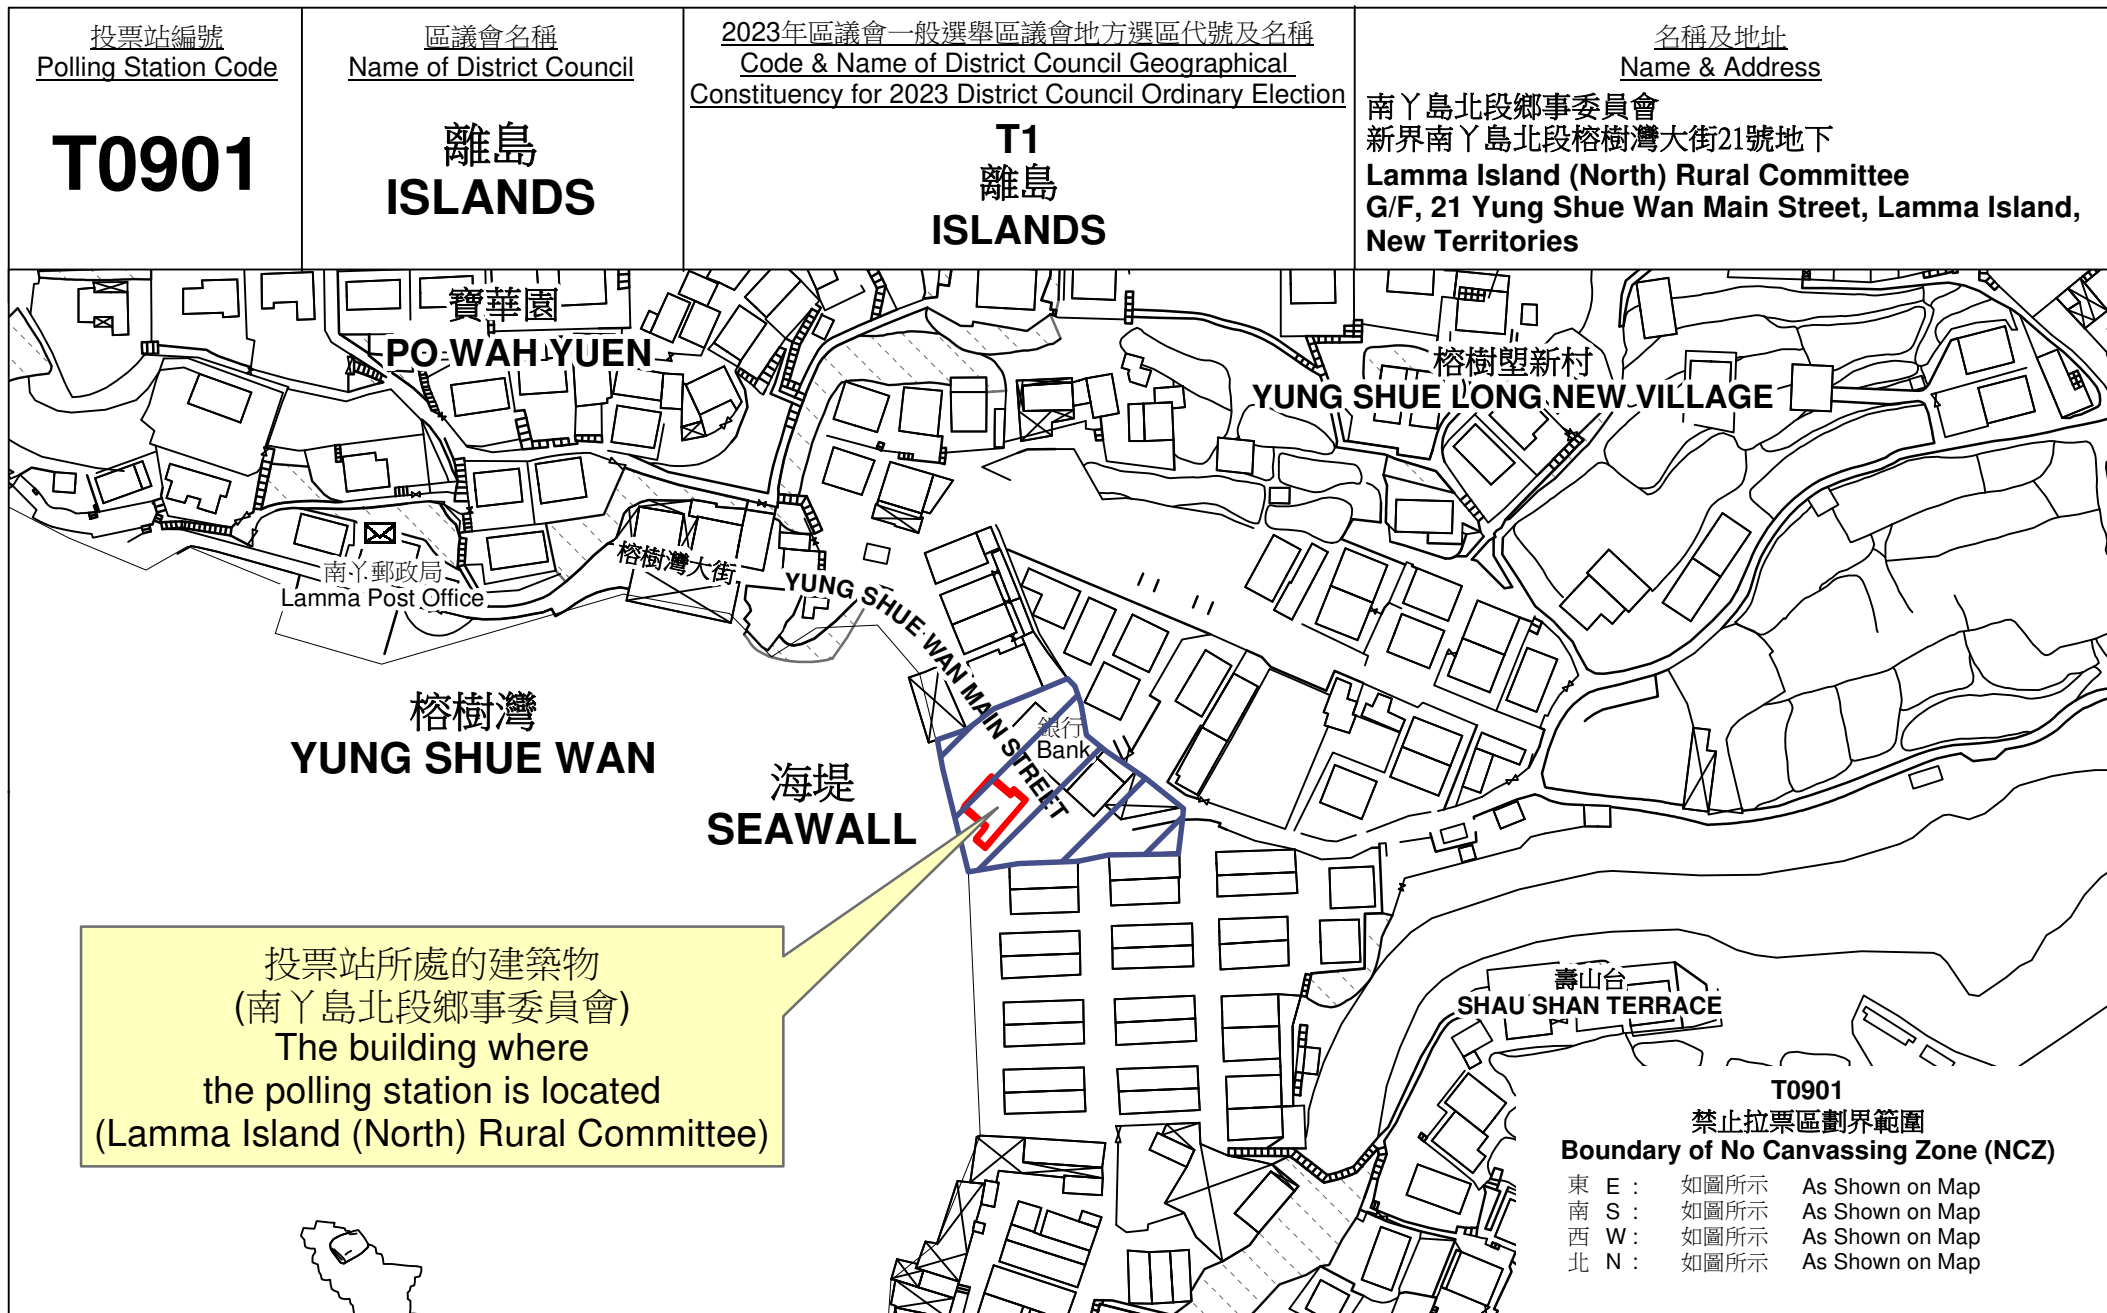 投票站編號
Polling Station Code
T0901
區議會名稱
Name of District Council
離島
ISLANDS
2023年區議會一般選舉區議會地方選區代號及名稱
Code & Name of District Council Geographical
Constituency for 2023 District Council Ordinary Election
T1
離島
ISLANDS
名稱及地址
Name & Address
南丫島北段鄉事委員會
新界南丫島北段榕樹灣大街21號地下
Lamma Island (North) Rural Committee
G/F, 21 Yung Shue Wan Main Street, Lamma Island,
New Territories
寶華園
PO WAH YUEN
榕樹塱新村
YUNG SHUE LONG NEW VILLAGE
南丫郵政局
Lamma Post Office
榕樹灣大街
YUNG SHUE WAN MAIN STREET
榕樹灣
YUNG SHUE WAN
銀行
Bank
海堤
SEAWALL
投票站所處的建築物
(南丫島北段鄉事委員會)
The building where
the polling station is located
(Lamma Island (North) Rural Committee)
壽山台
SHAU SHAN TERRACE
T0901
禁止拉票區劃界範圍
Boundary of No Canvassing Zone (NCZ)
東 E : 如圖所示 As Shown on Map
南 S : 如圖所示 As Shown on Map
西 W : 如圖所示 As Shown on Map
北 N : 如圖所示 As Shown on Map